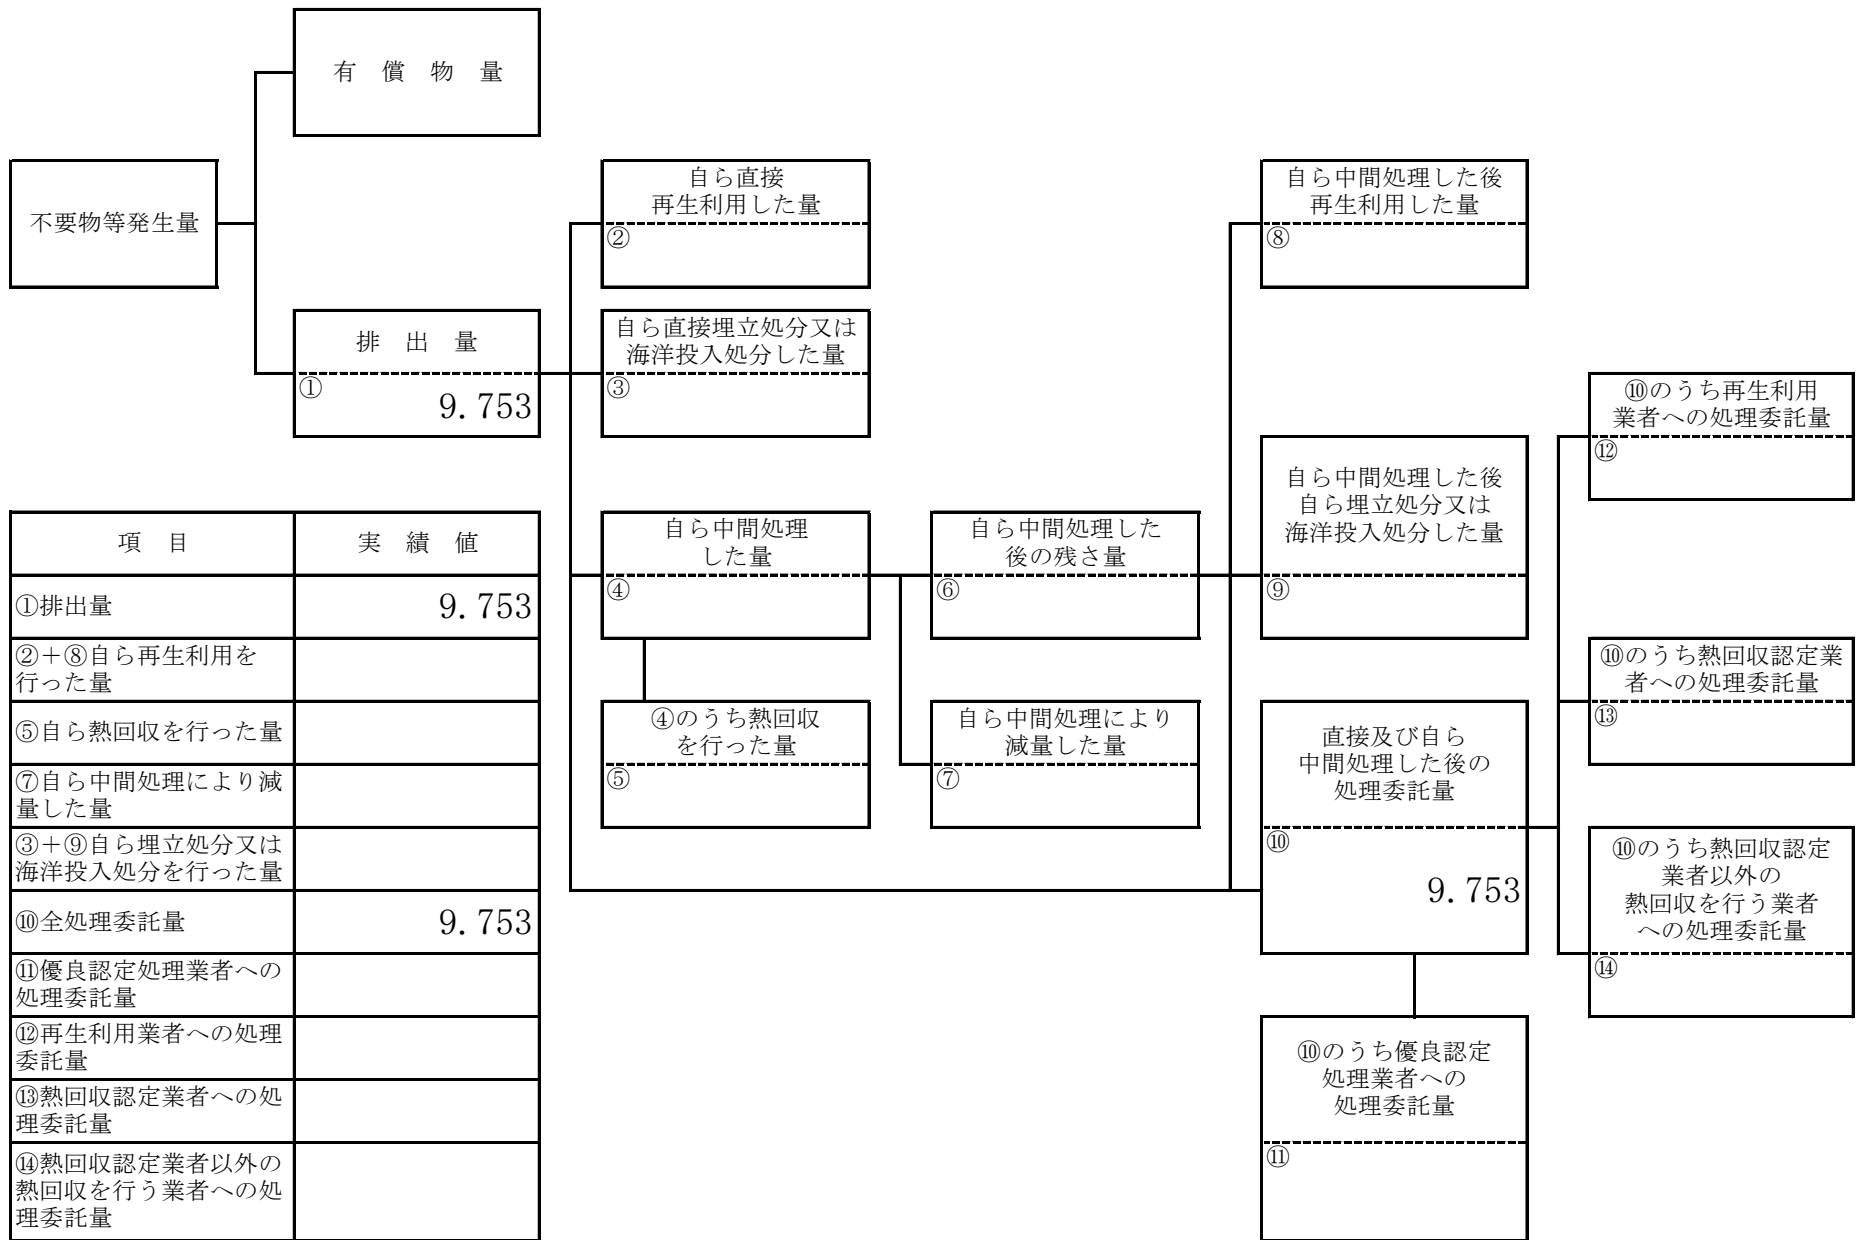 有 償 物 量
不要物等発生量
排 出 量
①
9.753
自ら直接
再生利用した量
②
自ら直接埋立処分又は
海洋投入処分した量
③
自ら中間処理
した量
④
④のうち熱回収
を行った量
⑤
自ら中間処理した
後の残さ量
⑥
自ら中間処理により
減量した量
⑦
自ら中間処理した後
再生利用した量
⑧
自ら中間処理した後
自ら埋立処分又は
海洋投入処分した量
⑨
直接及び自ら
中間処理した後の
処理委託量
⑩
9.753
⑩のうち優良認定
処理業者への
処理委託量
⑪
⑩のうち再生利用
業者への処理委託量
⑫
⑩のうち熱回収認定業
者への処理委託量
⑬
⑩のうち熱回収認定
業者以外の
熱回収を行う業者
への処理委託量
⑭
項 目 実 績 値
①排出量 9.753
②+⑧自ら再生利用を
行った量
⑤自ら熱回収を行った量
⑦自ら中間処理により減
量した量
③+⑨自ら埋立処分又は
海洋投入処分を行った量
⑩全処理委託量 9.753
⑪優良認定処理業者への
処理委託量
⑫再生利用業者への処理
委託量
⑬熱回収認定業者への処
理委託量
⑭熱回収認定業者以外の
熱回収を行う業者への処
理委託量